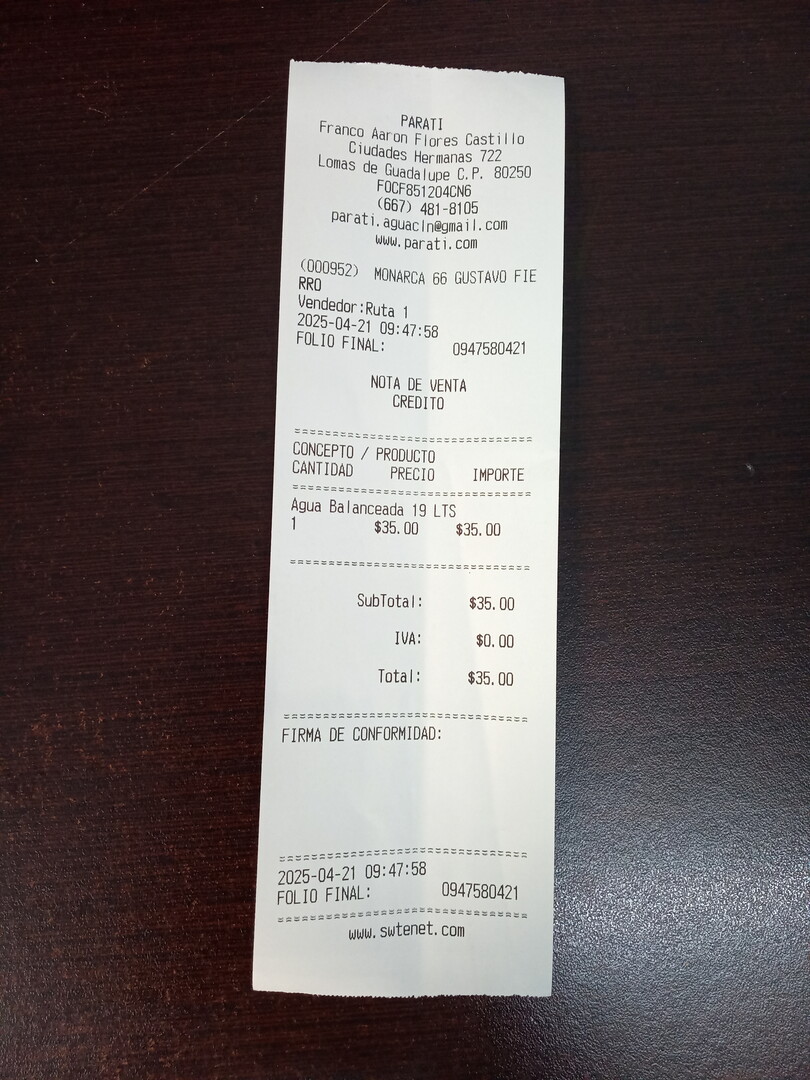 PARATI
Franco Aaron Flores Castillo
Ciudades Hermanas 722
Lomas de Guadalupe C.P. 80250
FOCF851204CN6
(667) 481-8105
parati.aguacln@gmail.com
www.parati.com
(000952) MONARCA 66 GUSTAVO FIE
RRO
Vendedor:Ruta 1
2025-04-21 09:47:58
FOLIO FINAL: 0947580421
NOTA DE VENTA
CREDITO
==============================
CONCEPTO / PRODUCTO
CANTIDAD PRECIO IMPORTE
==============================
Agua Balanceada 19 LTS
1 $35.00 $35.00
==============================
SubTotal: $35.00
IVA: $0.00
Total: $35.00
==============================
FIRMA DE CONFORMIDAD:
==============================
2025-04-21 09:47:58
FOLIO FINAL: 0947580421
==============================
www.swtenet.com